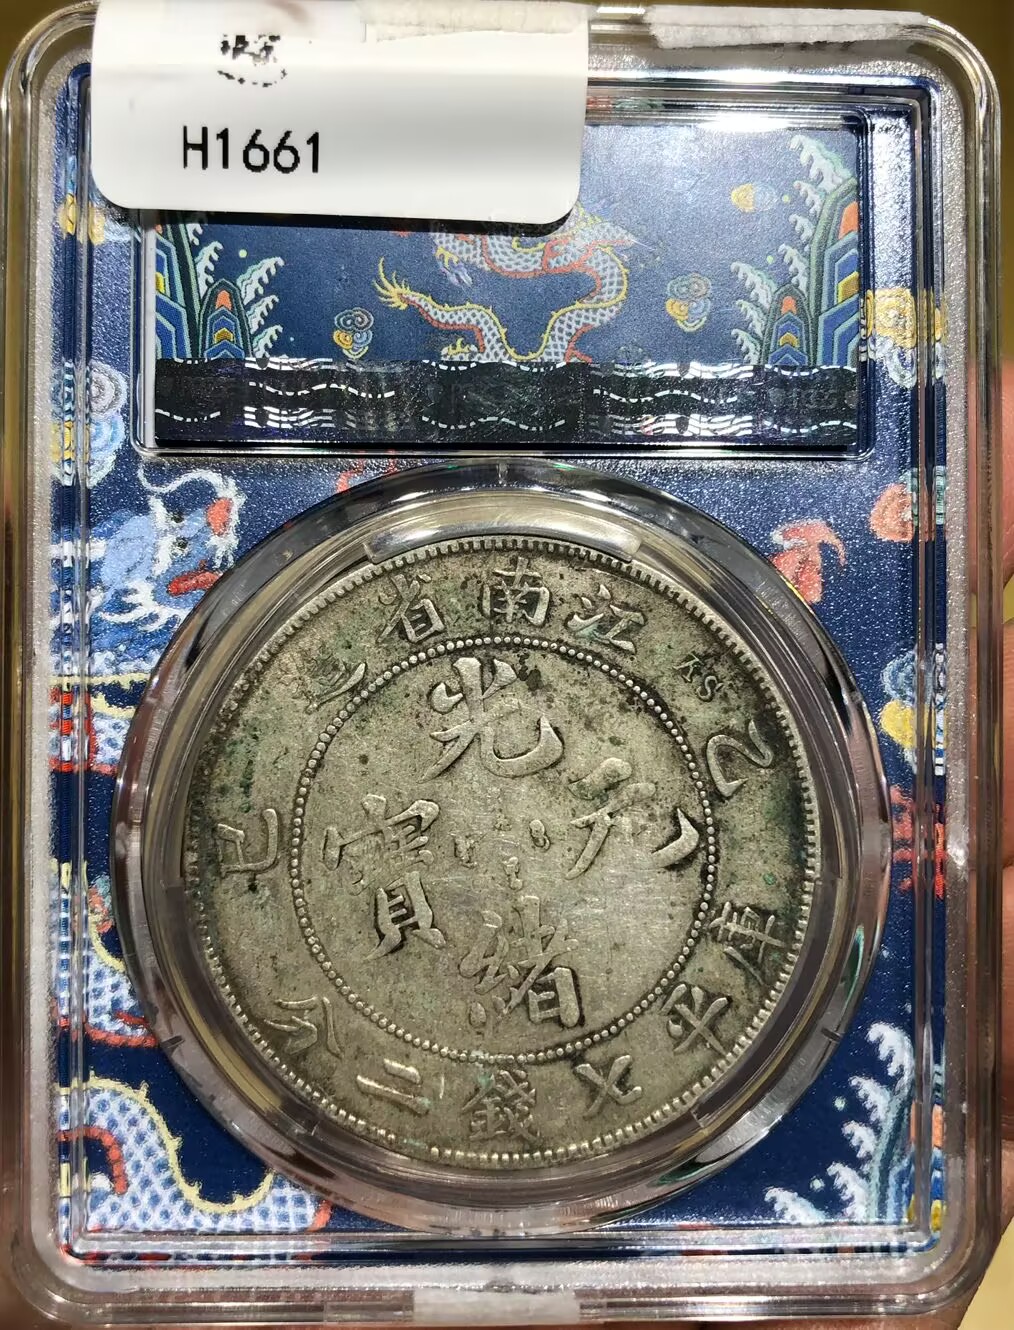 H1661
江南省造
KS
乙巳
光緒元寶
庫平七錢二分